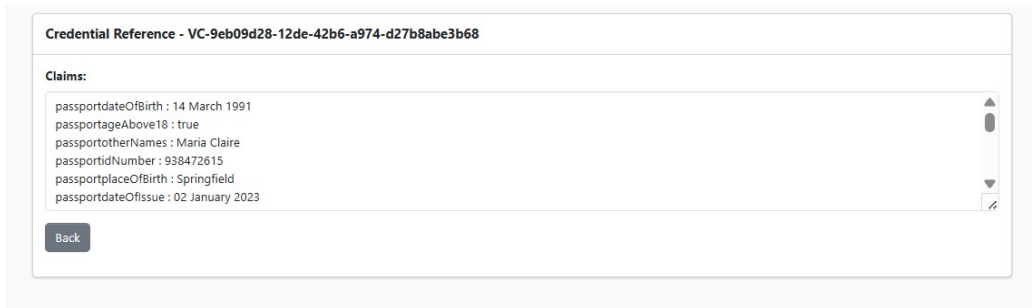 Credential Reference - VC-9eb09d28-12de-42b6-a974-d27b8abe3b68
Claims:
passportdateOfBirth : 14 March 1991
passportageAbove18 : true
passportotherNames : Maria Claire
passportidNumber : 938472615
passportplaceOfBirth : Springfield
passportdateOfIssue : 02 January 2023
Back